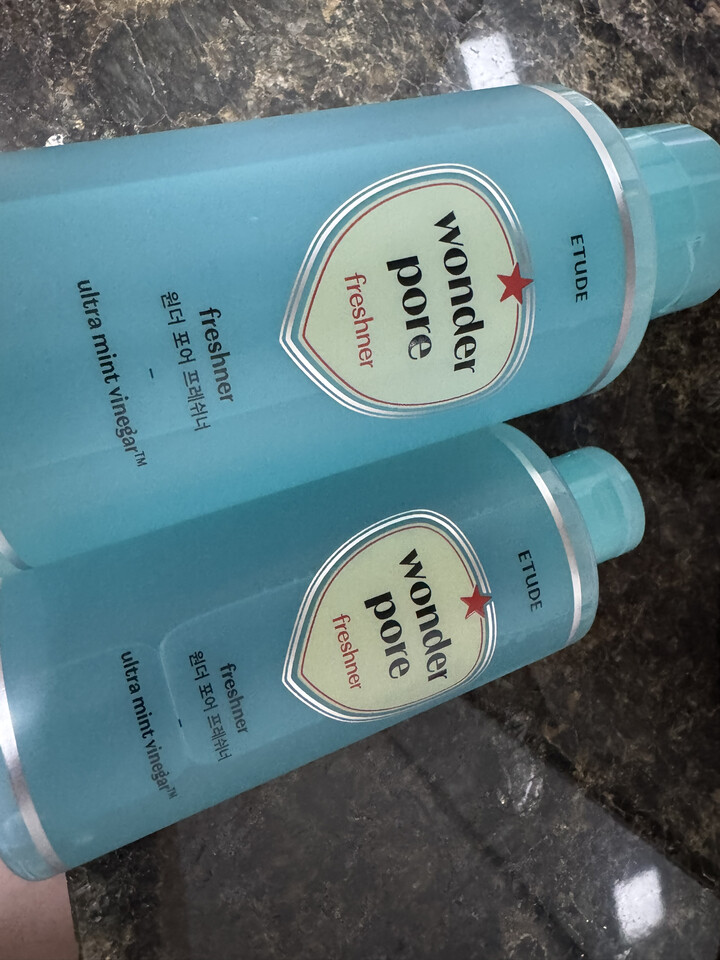 ETUDE
wonder
pore
freshner
freshner
원더 포어 프레쉬너
-
ultra mint vinegar™
ETUDE
wonder
pore
freshner
freshner
원더 포어 프레쉬너
-
ultra mint vinegar™